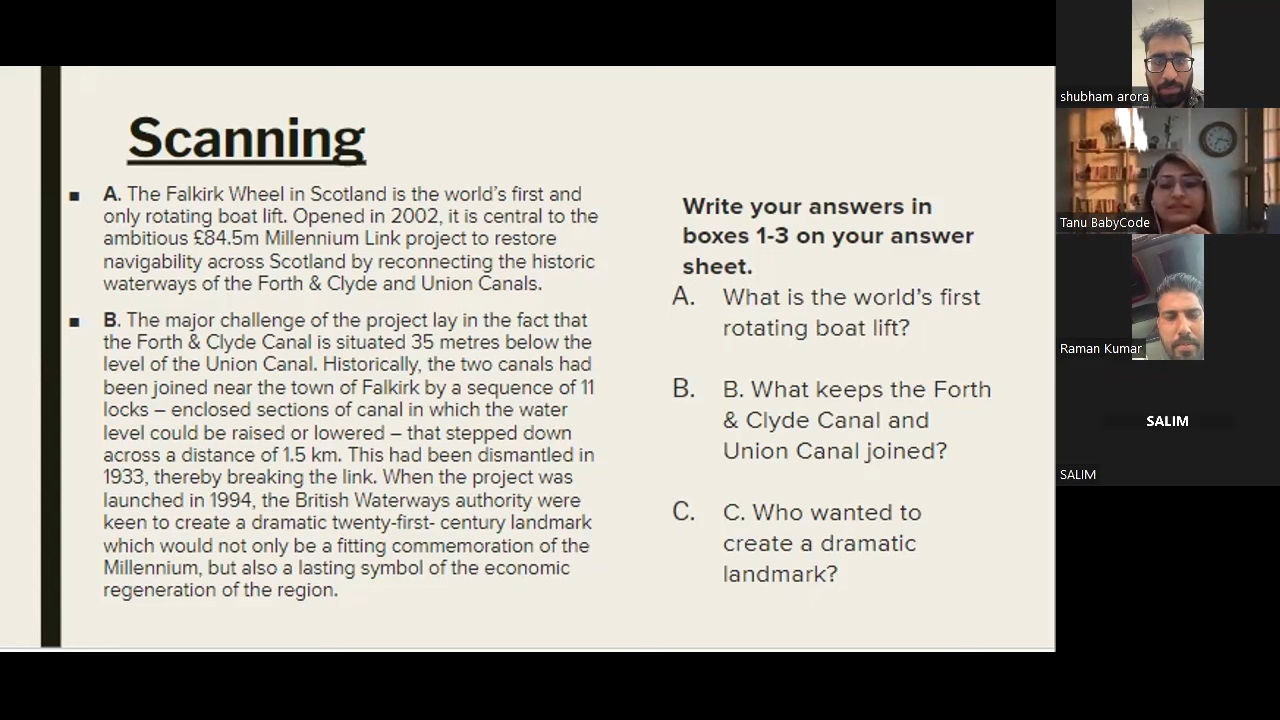 Scanning
■ A. The Falkirk Wheel in Scotland is the world's first and
only rotating boat lift. Opened in 2002, it is central to the
ambitious £84.5m Millennium Link project to restore
navigability across Scotland by reconnecting the historic
waterways of the Forth & Clyde and Union Canals.
■ B. The major challenge of the project lay in the fact that
the Forth & Clyde Canal is situated 35 metres below the
level of the Union Canal. Historically, the two canals had
been joined near the town of Falkirk by a sequence of 11
locks – enclosed sections of canal in which the water
level could be raised or lowered – that stepped down
across a distance of 1.5 km. This had been dismantled in
1933, thereby breaking the link. When the project was
launched in 1994, the British Waterways authority were
keen to create a dramatic twenty-first- century landmark
which would not only be a fitting commemoration of the
Millennium, but also a lasting symbol of the economic
regeneration of the region.
Write your answers in
boxes 1-3 on your answer
sheet.
A. What is the world's first
rotating boat lift?
B. B. What keeps the Forth
& Clyde Canal and
Union Canal joined?
C. C. Who wanted to
create a dramatic
landmark?
shubham arora
Tanu BabyCode
Raman Kumar
SALIM
SALIM